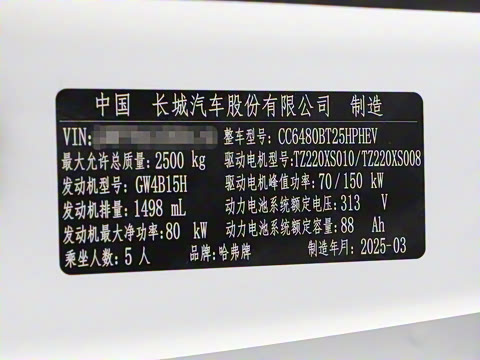 中国 长城汽车股份有限公司 制造
VIN: 整车型号: CC6480BT25HPHEV
最大允许总质量: 2500 kg 驱动电机型号:TZ220XS010/TZ220XS008
发动机型号: GW4B15H 驱动电机峰值功率: 70/150 kW
发动机排量: 1498 mL 动力电池系统额定电压: 313 V
发动机最大净功率: 80 kW 动力电池系统额定容量: 88 Ah
乘坐人数: 5 人 品牌: 哈弗牌 制造年月: 2025-03